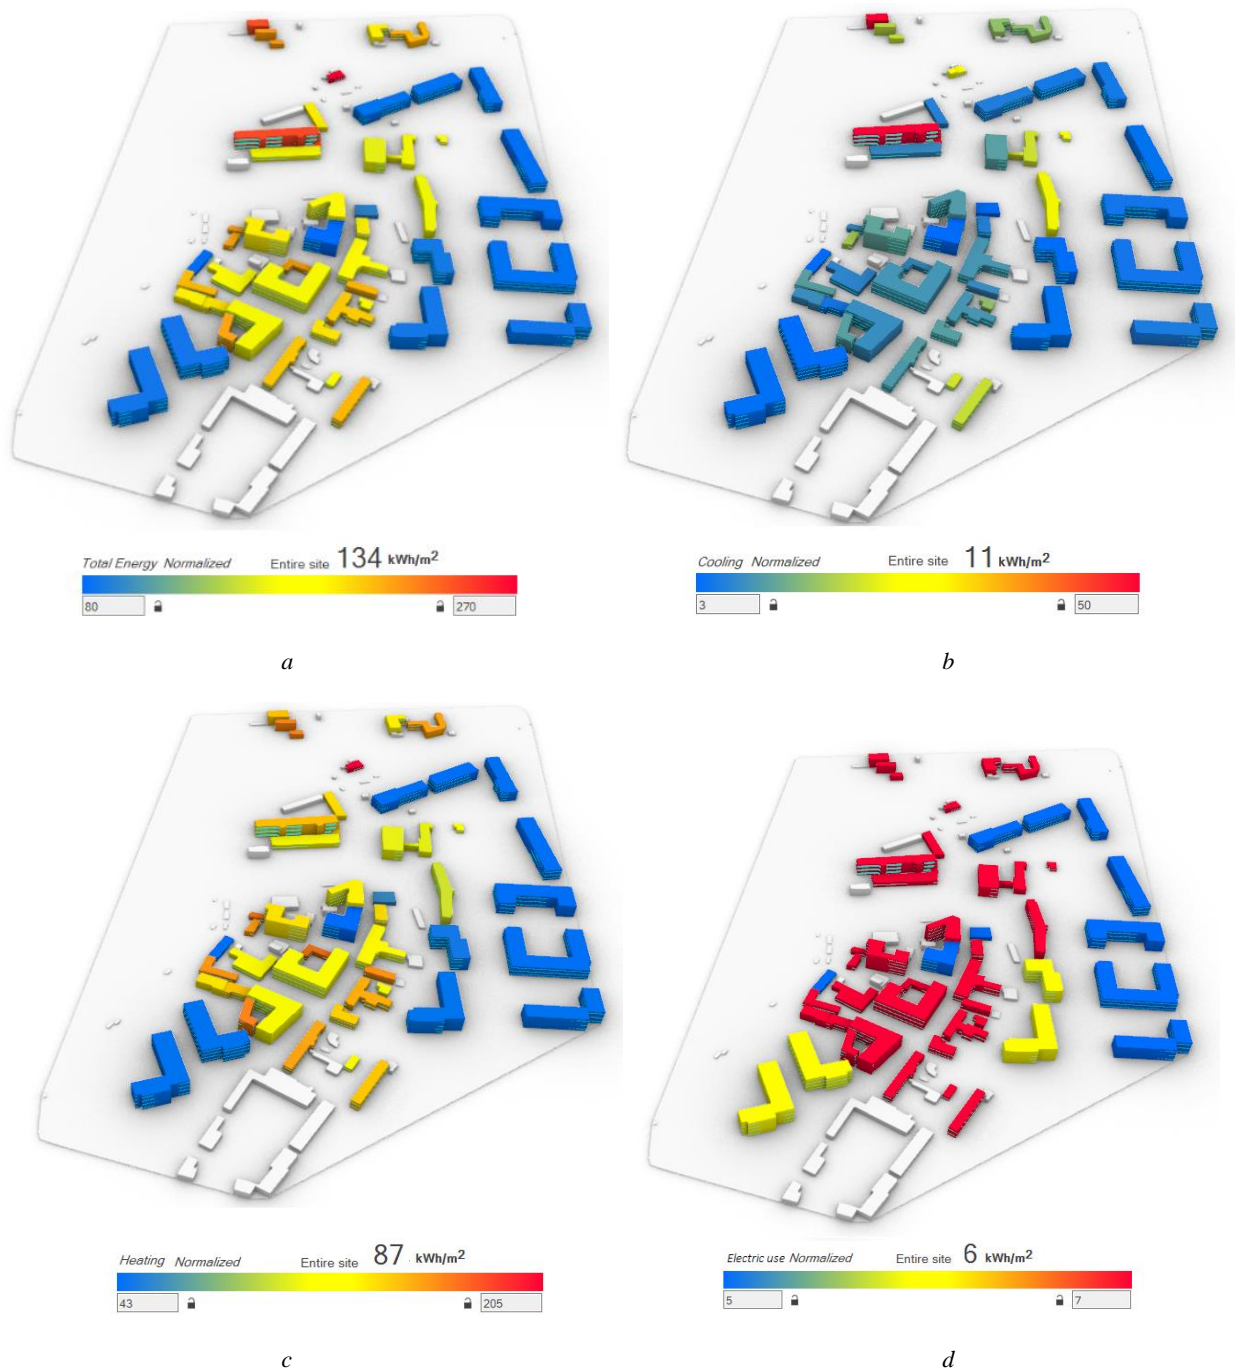 Total Energy Normalized Entire site 134 kWh/m²
80 270
a
Cooling Normalized Entire site 11 kWh/m²
3 50
b
Heating Normalized Entire site 87 kWh/m²
43 205
c
Electric use Normalized Entire site 6 kWh/m²
5 7
d